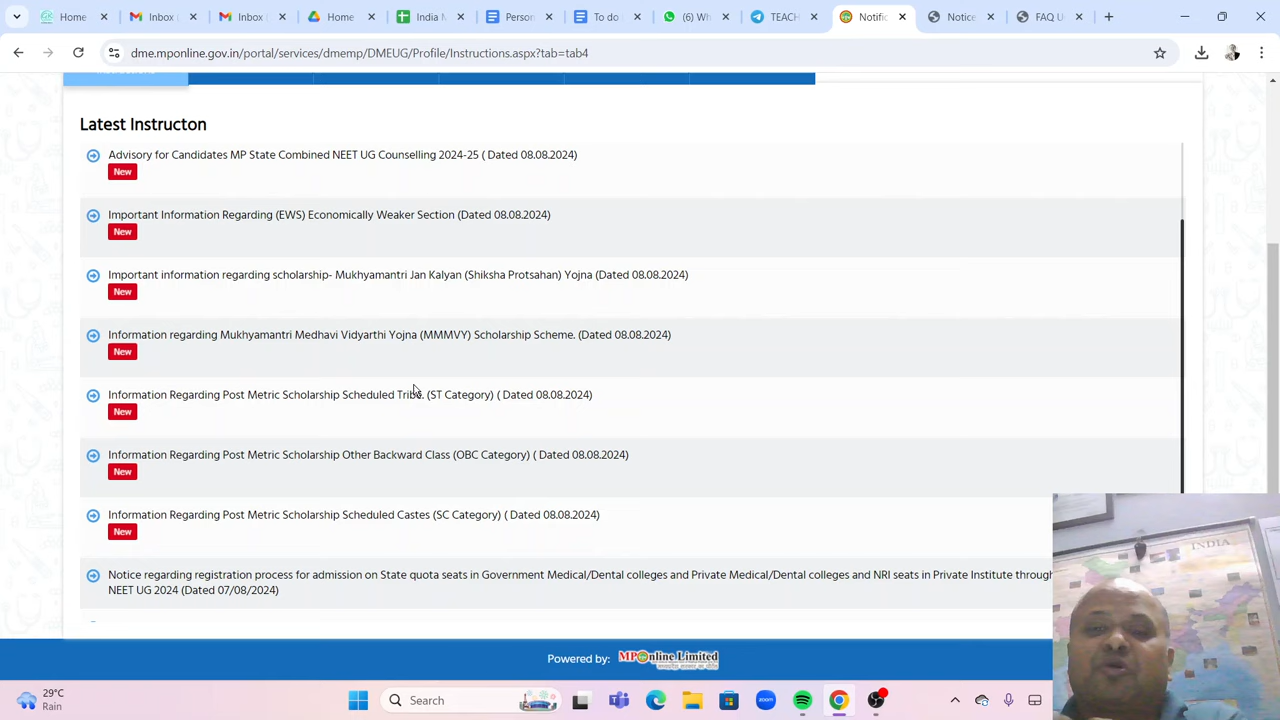 Inbox (
Inbox (
Home
India M
Person
To do
(6) Wh
TEACH
Notific
Notice
FAQ U
dme.mponline.gov.in/portal/services/dmemp/DMEUG/Profile/Instructions.aspx?tab=tab4
Latest Instructon
Advisory for Candidates MP State Combined NEET UG Counselling 2024-25 ( Dated 08.08.2024)
New
Important Information Regarding (EWS) Economically Weaker Section (Dated 08.08.2024)
New
Important information regarding scholarship- Mukhyamantri Jan Kalyan (Shiksha Protsahan) Yojna (Dated 08.08.2024)
New
Information regarding Mukhyamantri Medhavi Vidyarthi Yojna (MMMVY) Scholarship Scheme. (Dated 08.08.2024)
New
Information Regarding Post Metric Scholarship Scheduled Tribe. (ST Category) ( Dated 08.08.2024)
New
Information Regarding Post Metric Scholarship Other Backward Class (OBC Category) ( Dated 08.08.2024)
New
Information Regarding Post Metric Scholarship Scheduled Castes (SC Category) ( Dated 08.08.2024)
New
Notice regarding registration process for admission on State quota seats in Government Medical/Dental colleges and Private Medical/Dental colleges and NRI seats in Private Institute through
NEET UG 2024 (Dated 07/08/2024)
Powered by: MPOnline Limited
INDIA
29°C
Rain
Search
zoom